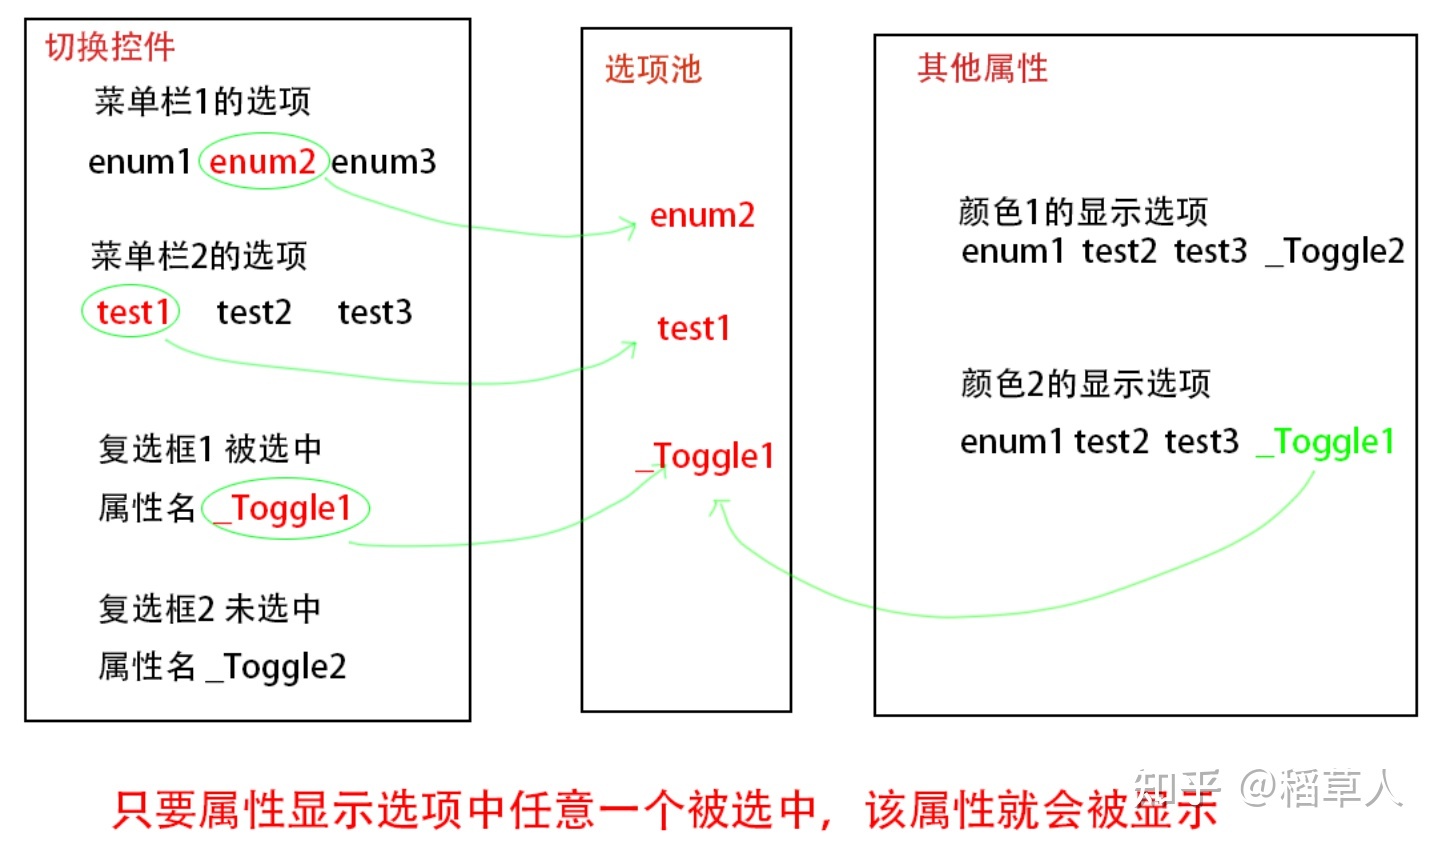 切换控件
菜单栏1的选项
enum1 enum2 enum3
菜单栏2的选项
test1 test2 test3
复选框1 被选中
属性名 _Toggle1
复选框2 未选中
属性名 _Toggle2
选项池
enum2
test1
_Toggle1
其他属性
颜色1的显示选项
enum1 test2 test3 _Toggle2
颜色2的显示选项
enum1 test2 test3 _Toggle1
只要属性显示选项中任意一个被选中，该属性就会被显示
知乎 @稻草人